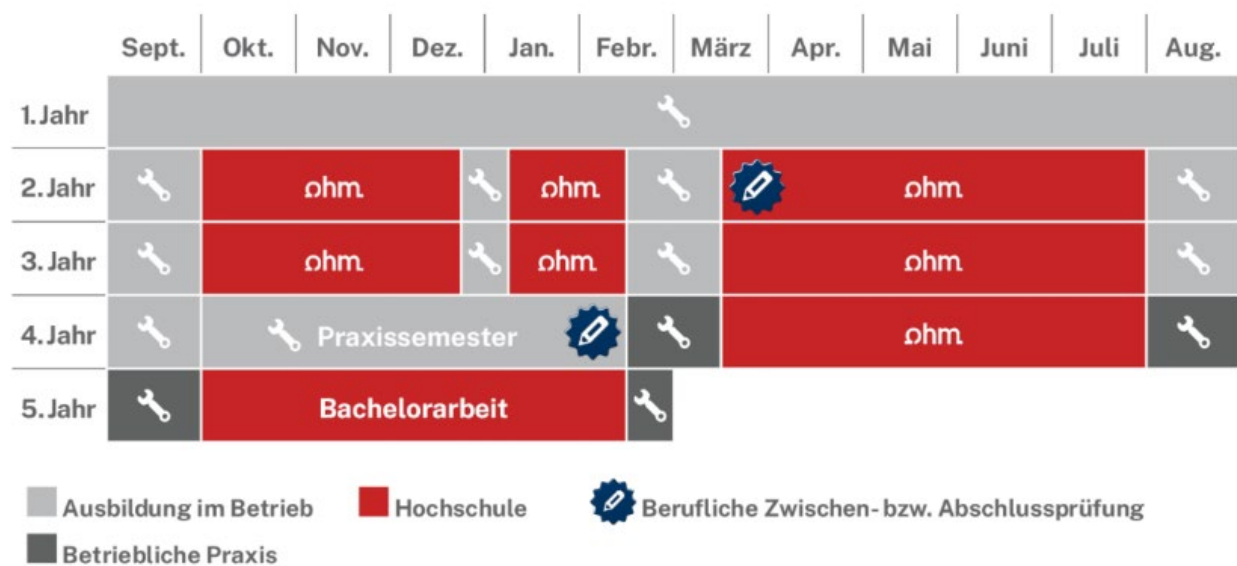 Sept. Okt. Nov. Dez. Jan. Febr. März Apr. Mai Juni Juli Aug.
1. Jahr
2. Jahr ohm ohm ohm
3. Jahr ohm ohm ohm
4. Jahr Praxissemester ohm
5. Jahr Bachelorarbeit
Ausbildung im Betrieb Hochschule Berufliche Zwischen- bzw. Abschlussprüfung
Betriebliche Praxis